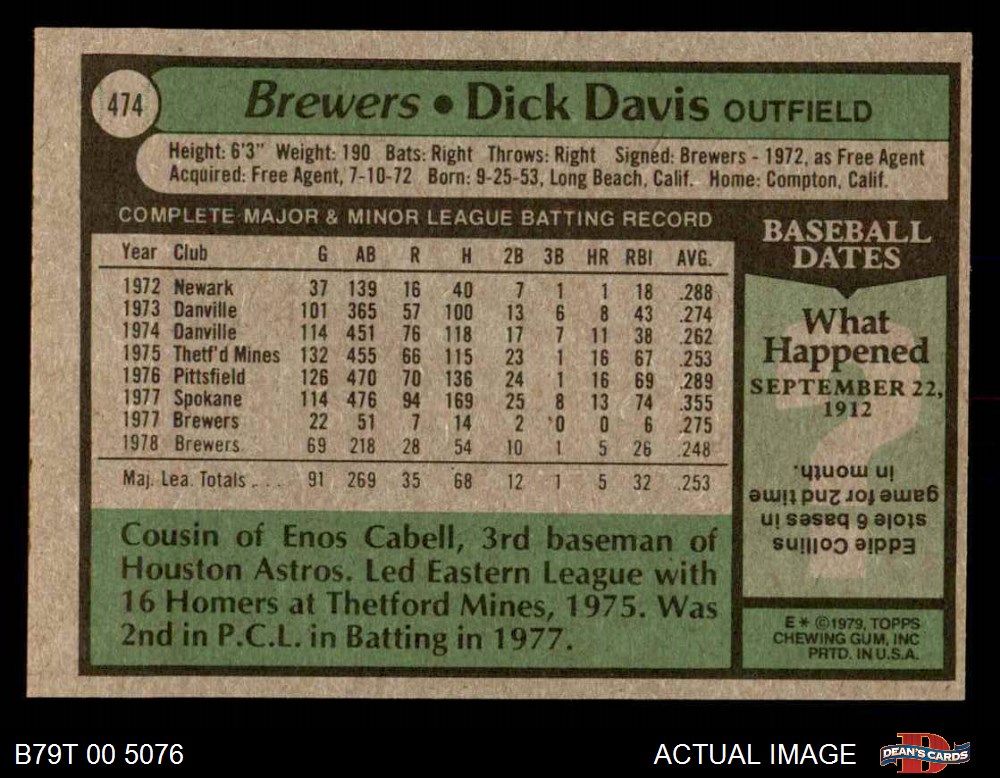 474
Brewers • Dick Davis OUTFIELD
Height: 6'3" Weight: 190 Bats: Right Throws: Right Signed: Brewers - 1972, as Free Agent
Acquired: Free Agent, 7-10-72 Born: 9-25-53, Long Beach, Calif. Home: Compton, Calif.
COMPLETE MAJOR & MINOR LEAGUE BATTING RECORD
Year Club G AB R H 2B 3B HR RBI AVG.
1972 Newark 37 139 16 40 7 1 1 18 .288
1973 Danville 101 365 57 100 13 6 8 43 .274
1974 Danville 114 451 76 118 17 7 11 38 .262
1975 Thetf'd Mines 132 455 66 115 23 1 16 67 .253
1976 Pittsfield 126 470 70 136 24 1 16 69 .289
1977 Spokane 114 476 94 169 25 8 13 74 .355
1977 Brewers 22 51 7 14 2 0 0 6 .275
1978 Brewers 69 218 28 54 10 1 5 26 .248
Maj. Lea. Totals . . . 91 269 35 68 12 1 5 32 .253
Cousin of Enos Cabell, 3rd baseman of
Houston Astros. Led Eastern League with
16 Homers at Thetford Mines, 1975. Was
2nd in P.C.L. in Batting in 1977.
BASEBALL
DATES
What
Happened
SEPTEMBER 22,
1912
?
Eddie Collins
stole 6 bases in
game for 2nd time
in month.
E * ©1979, TOPPS
CHEWING GUM, INC
PRTD. IN U.S.A.
B79T 00 5076
ACTUAL IMAGE
D
DEAN'S CARDS